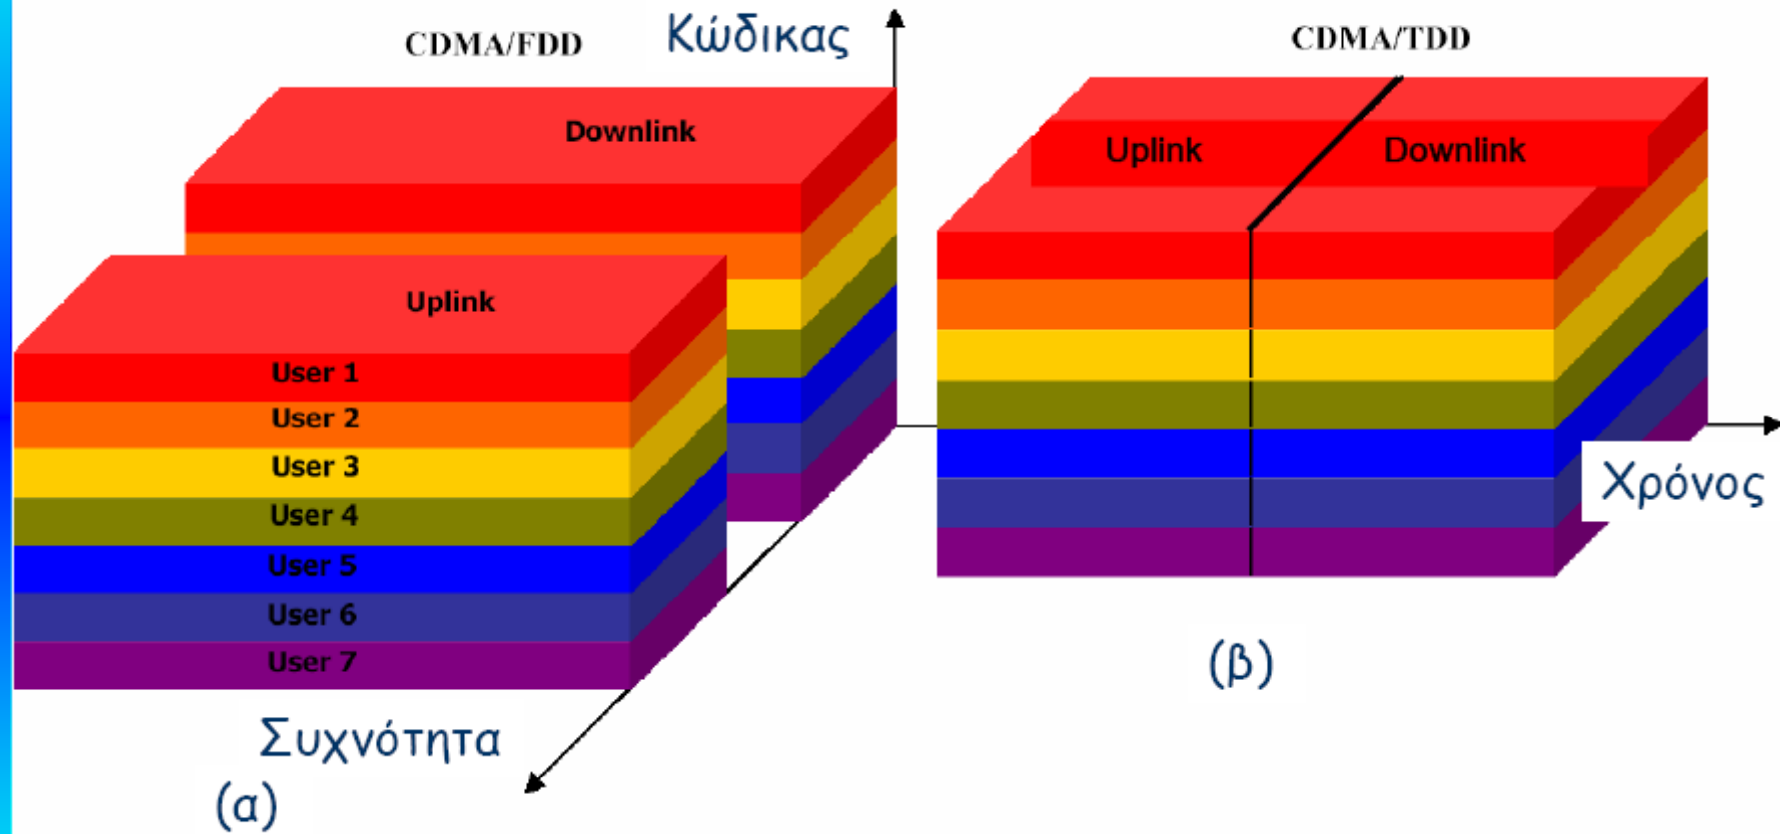 CDMA/FDD
Κώδικας
CDMA/TDD
Downlink
Uplink
Downlink
Uplink
User 1
User 2
User 3
User 4
User 5
User 6
User 7
Χρόνος
Συχνότητα
(α)
(β)